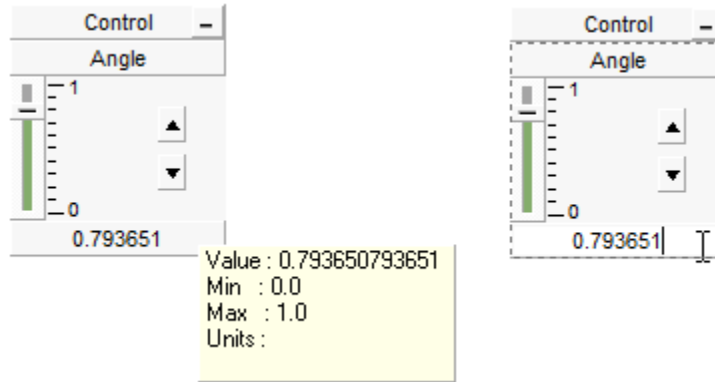 Control
Angle
1
0
0.793651
Value : 0.793650793651
Min : 0.0
Max : 1.0
Units :
Control
Angle
1
0
0.793651